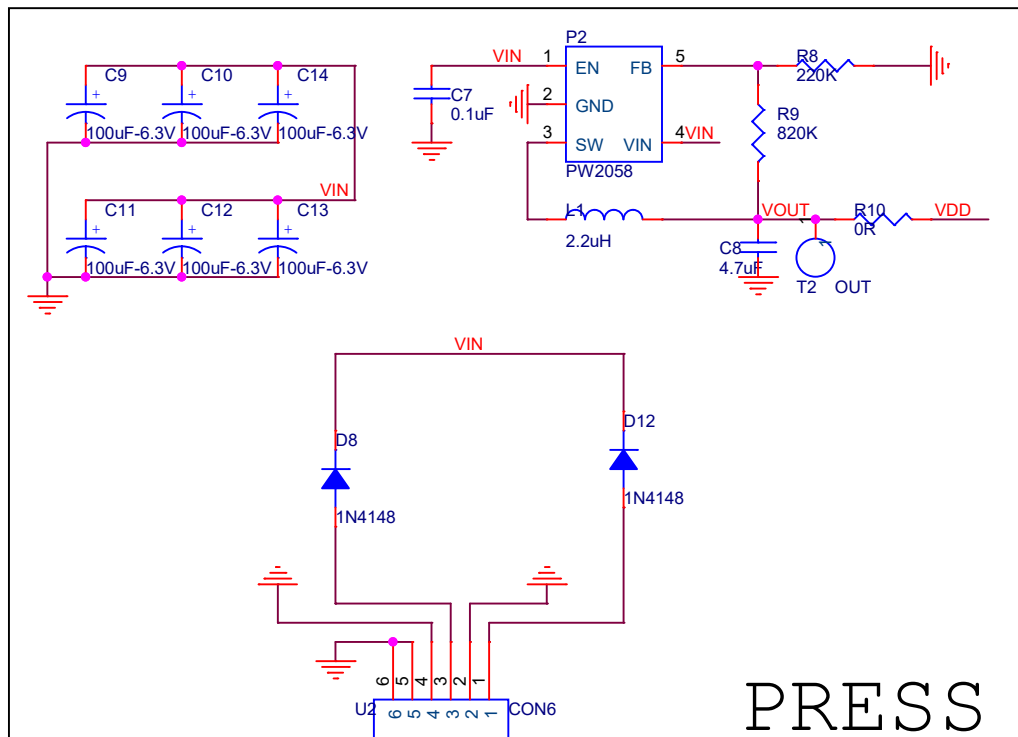 C9 C10 C14
+ + +
100uF-6.3V 100uF-6.3V 100uF-6.3V
VIN
C11 C12 C13
+ + +
100uF-6.3V 100uF-6.3V 100uF-6.3V
P2
VIN 1 EN FB 5
R8
220K
C7
0.1uF
2 GND
R9
820K
3 SW VIN 4 VIN
PW2058
L1
2.2uH
VOUT
R10
0R
VDD
C8
4.7uF
1
1
T2 OUT
VIN
D8
1N4148
D12
1N4148
6 5 4 3 2 1
U2 6 5 4 3 2 1 CON6
PRESS